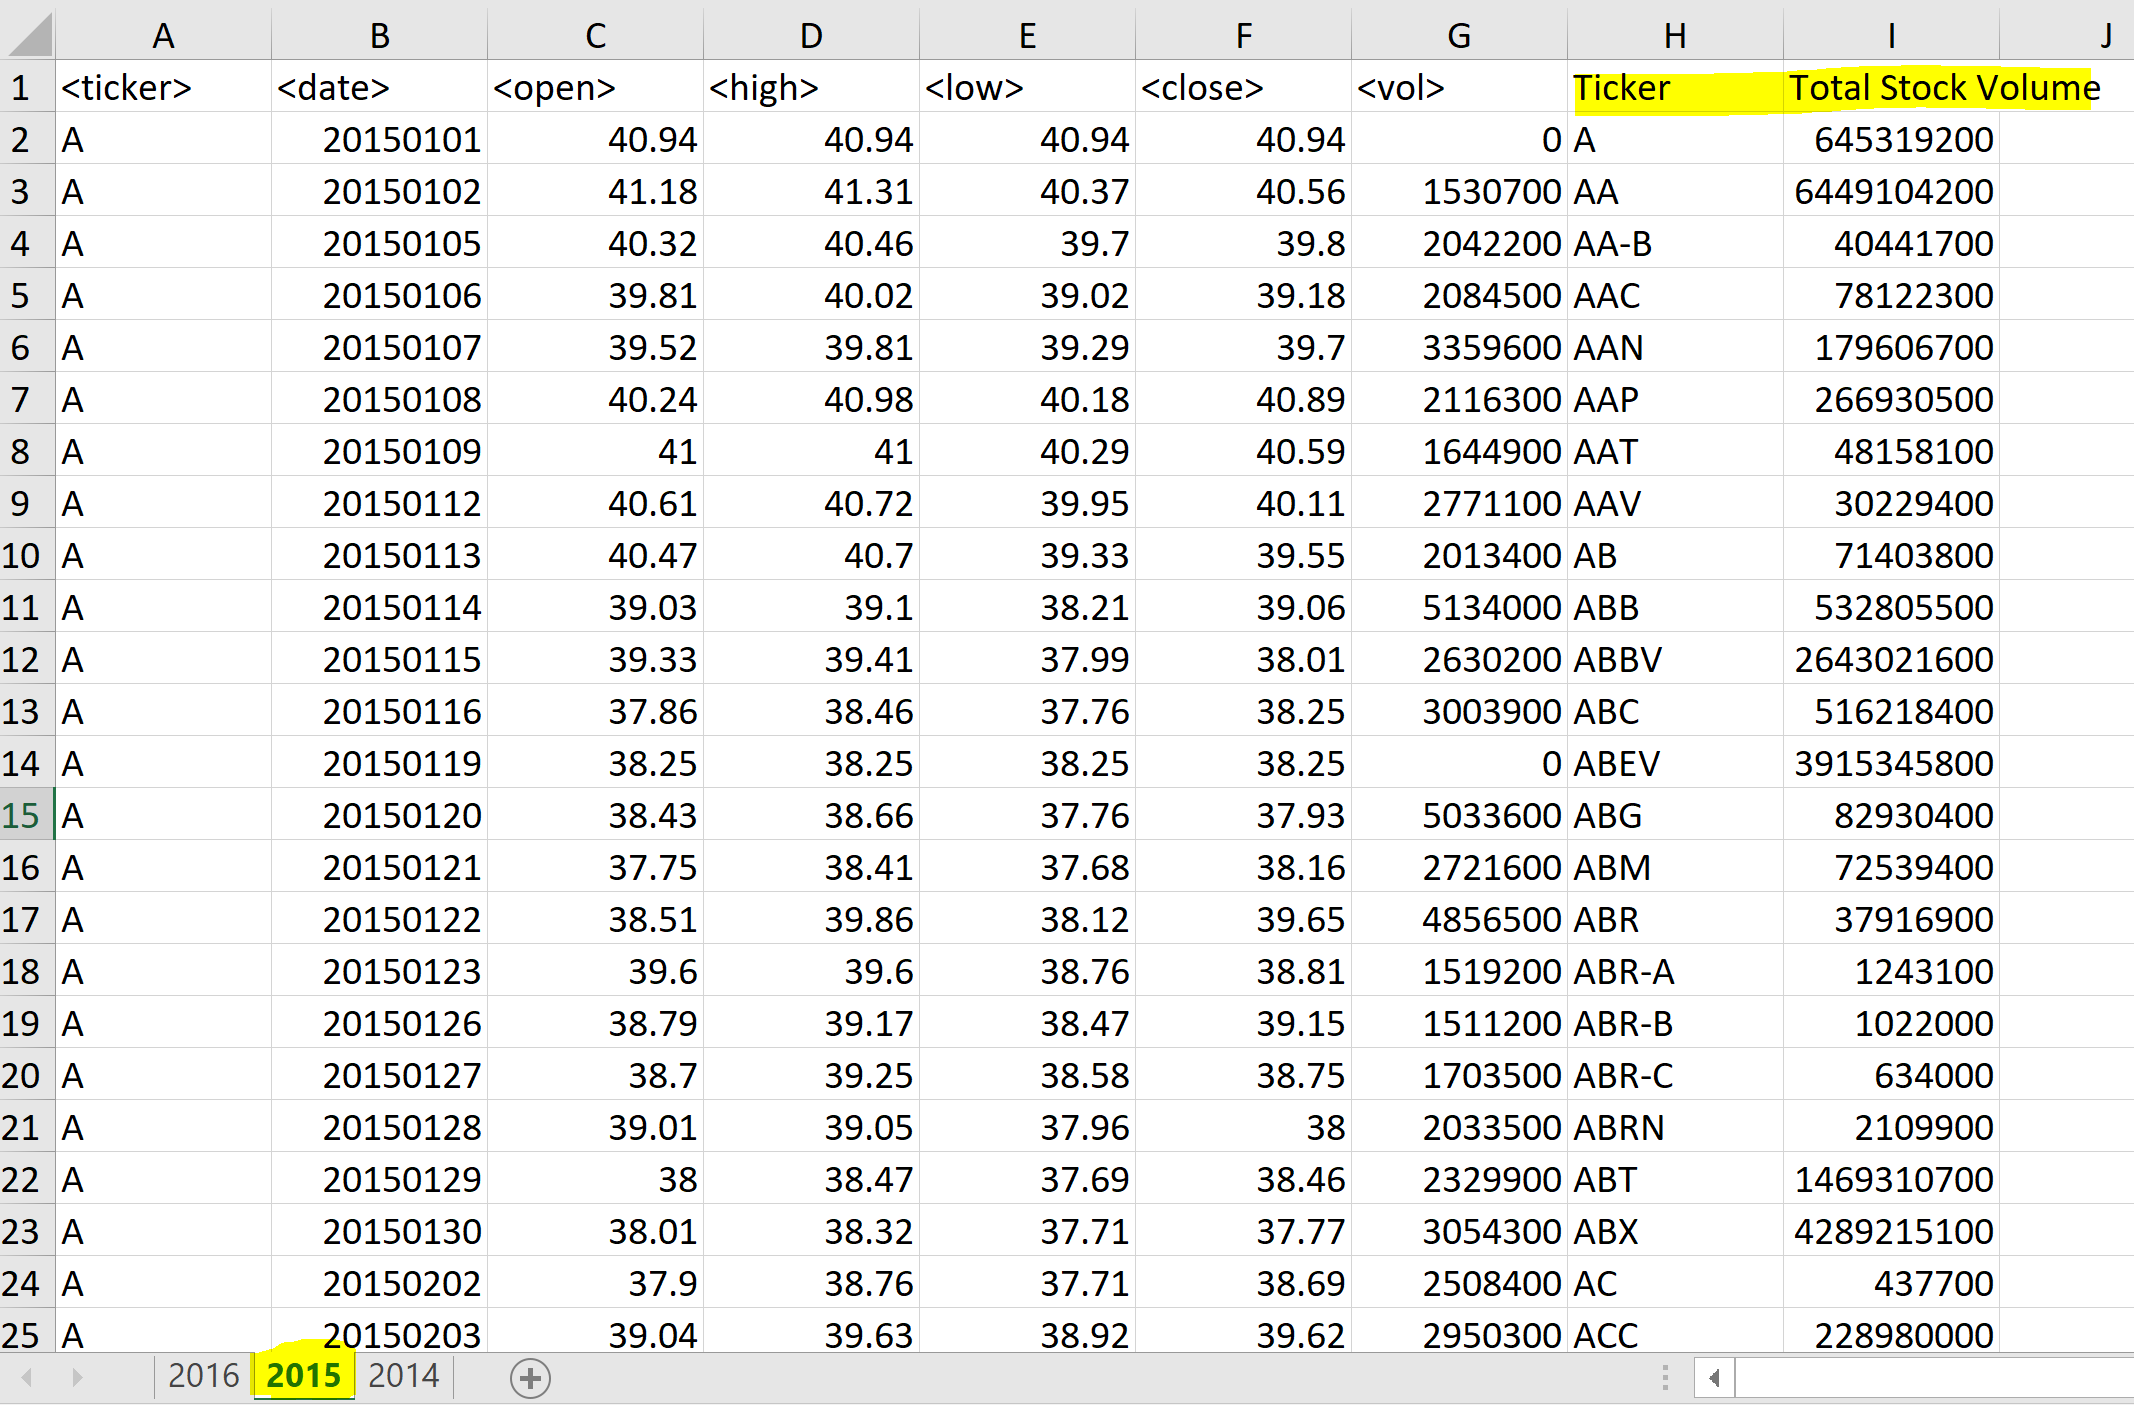 A B C D E F G H I J
1 <ticker> <date> <open> <high> <low> <close> <vol> Ticker Total Stock Volume
2 A 20150101 40.94 40.94 40.94 40.94 0 A 645319200
3 A 20150102 41.18 41.31 40.37 40.56 1530700 AA 6449104200
4 A 20150105 40.32 40.46 39.7 39.8 2042200 AA-B 40441700
5 A 20150106 39.81 40.02 39.02 39.18 2084500 AAC 78122300
6 A 20150107 39.52 39.81 39.29 39.7 3359600 AAN 179606700
7 A 20150108 40.24 40.98 40.18 40.89 2116300 AAP 266930500
8 A 20150109 41 41 40.29 40.59 1644900 AAT 48158100
9 A 20150112 40.61 40.72 39.95 40.11 2771100 AAV 30229400
10 A 20150113 40.47 40.7 39.33 39.55 2013400 AB 71403800
11 A 20150114 39.03 39.1 38.21 39.06 5134000 ABB 532805500
12 A 20150115 39.33 39.41 37.99 38.01 2630200 ABBV 2643021600
13 A 20150116 37.86 38.46 37.76 38.25 3003900 ABC 516218400
14 A 20150119 38.25 38.25 38.25 38.25 0 ABEV 3915345800
15 A 20150120 38.43 38.66 37.76 37.93 5033600 ABG 82930400
16 A 20150121 37.75 38.41 37.68 38.16 2721600 ABM 72539400
17 A 20150122 38.51 39.86 38.12 39.65 4856500 ABR 37916900
18 A 20150123 39.6 39.6 38.76 38.81 1519200 ABR-A 1243100
19 A 20150126 38.79 39.17 38.47 39.15 1511200 ABR-B 1022000
20 A 20150127 38.7 39.25 38.58 38.75 1703500 ABR-C 634000
21 A 20150128 39.01 39.05 37.96 38 2033500 ABRN 2109900
22 A 20150129 38 38.47 37.69 38.46 2329900 ABT 1469310700
23 A 20150130 38.01 38.32 37.71 37.77 3054300 ABX 4289215100
24 A 20150202 37.9 38.76 37.71 38.69 2508400 AC 437700
25 A 20150203 39.04 39.63 38.92 39.62 2950300 ACC 228980000
2016 2015 2014